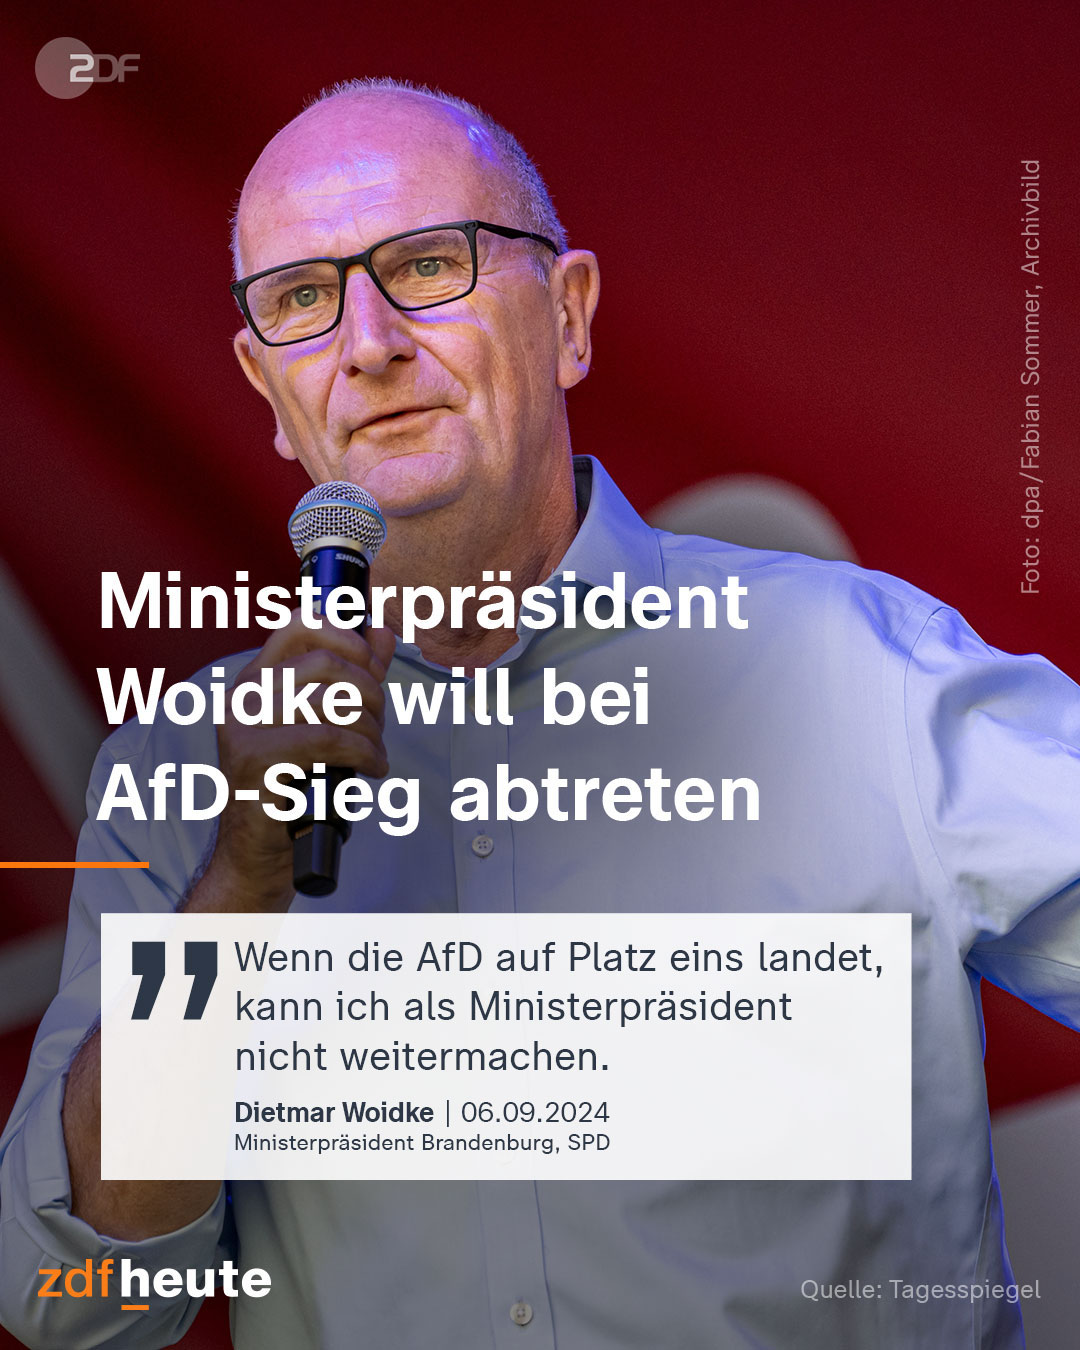 ZDF
Foto: dpa/Fabian Sommer, Archivbild
SHURE
Ministerpräsident
Woidke will bei
AfD-Sieg abtreten
"Wenn die AfD auf Platz eins landet,
kann ich als Ministerpräsident
nicht weitermachen.
Dietmar Woidke | 06.09.2024
Ministerpräsident Brandenburg, SPD
zdfheute
Quelle: Tagesspiegel